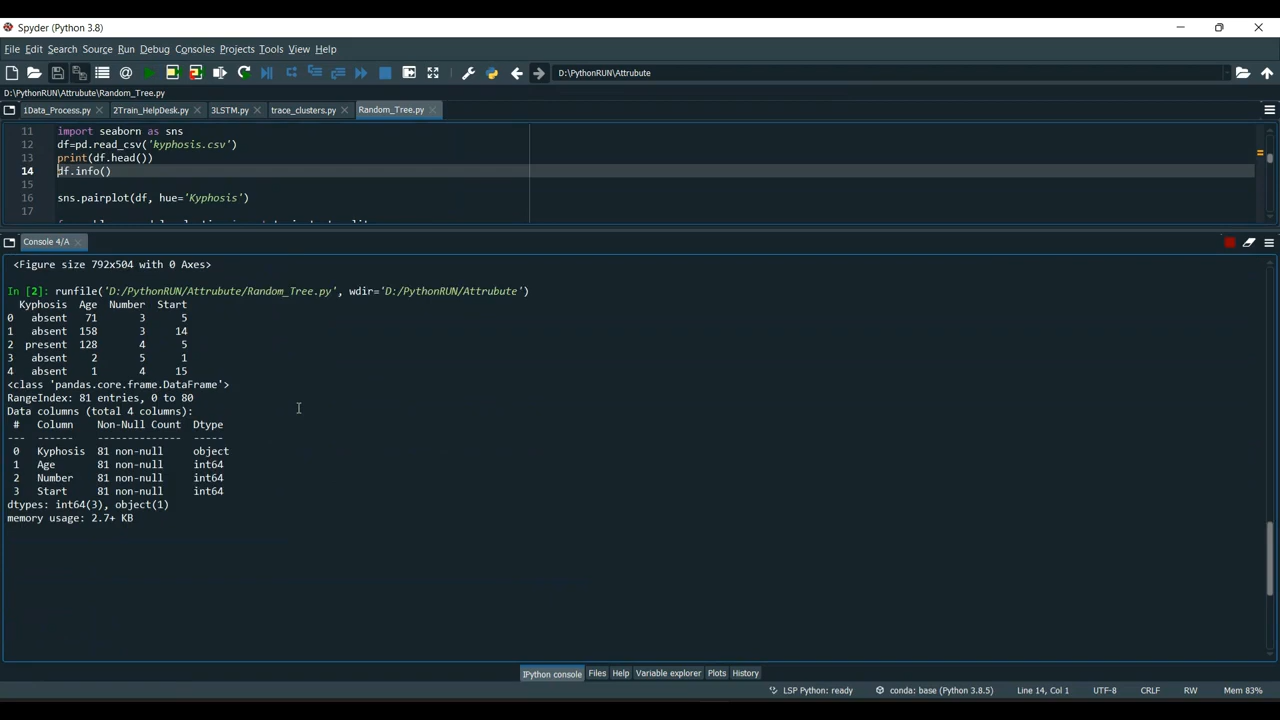 Spyder (Python 3.8)
File Edit Search Source Run Debug Consoles Projects Tools View Help
D:\PythonRUN\Attrubute
D:\PythonRUN\Attrubute\Random_Tree.py
1Data_Process.py 2Train_HelpDesk.py 3LSTM.py trace_clusters.py Random_Tree.py
11 import seaborn as sns
12 df=pd.read_csv('kyphosis.csv')
13 print(df.head())
14 df.info()
15
16 sns.pairplot(df, hue='Kyphosis')
17
Console 4/A
<Figure size 792x504 with 0 Axes>
In [2]: runfile('D:/PythonRUN/Attrubute/Random_Tree.py', wdir='D:/PythonRUN/Attrubute')
Kyphosis Age Number Start
0 absent 71 3 5
1 absent 158 3 14
2 present 128 4 5
3 absent 2 5 1
4 absent 1 4 15
<class 'pandas.core.frame.DataFrame'>
RangeIndex: 81 entries, 0 to 80
Data columns (total 4 columns):
# Column Non-Null Count Dtype
--- ------ -------------- -----
0 Kyphosis 81 non-null object
1 Age 81 non-null int64
2 Number 81 non-null int64
3 Start 81 non-null int64
dtypes: int64(3), object(1)
memory usage: 2.7+ KB
IPython console Files Help Variable explorer Plots History
LSP Python: ready conda: base (Python 3.8.5) Line 14, Col 1 UTF-8 CRLF RW Mem 83%